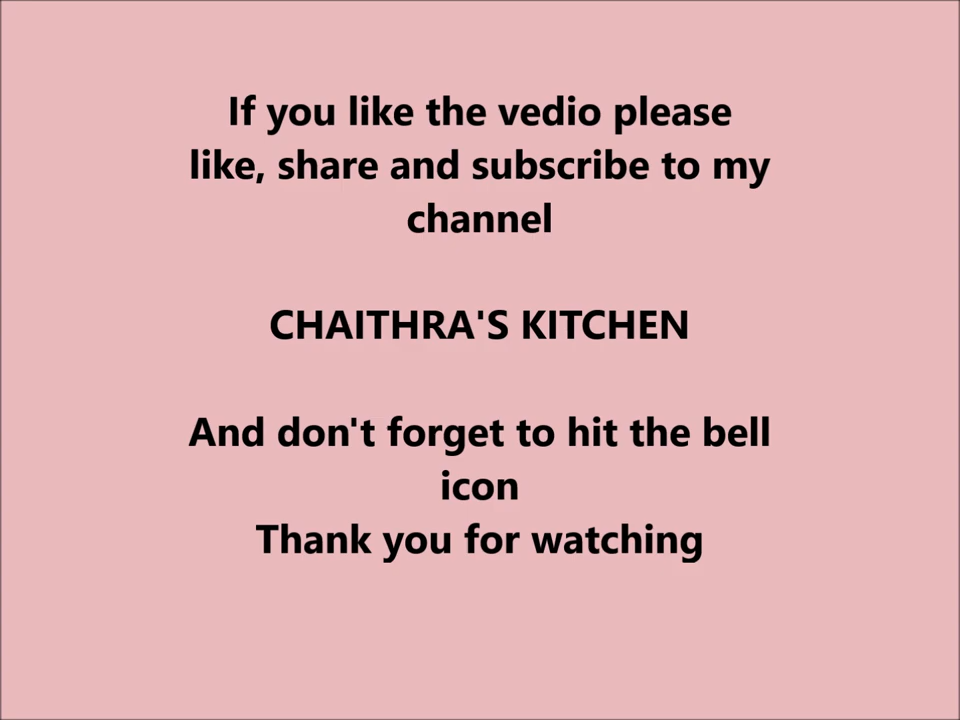 If you like the vedio please
like, share and subscribe to my
channel
CHAITHRA'S KITCHEN
And don't forget to hit the bell
icon
Thank you for watching